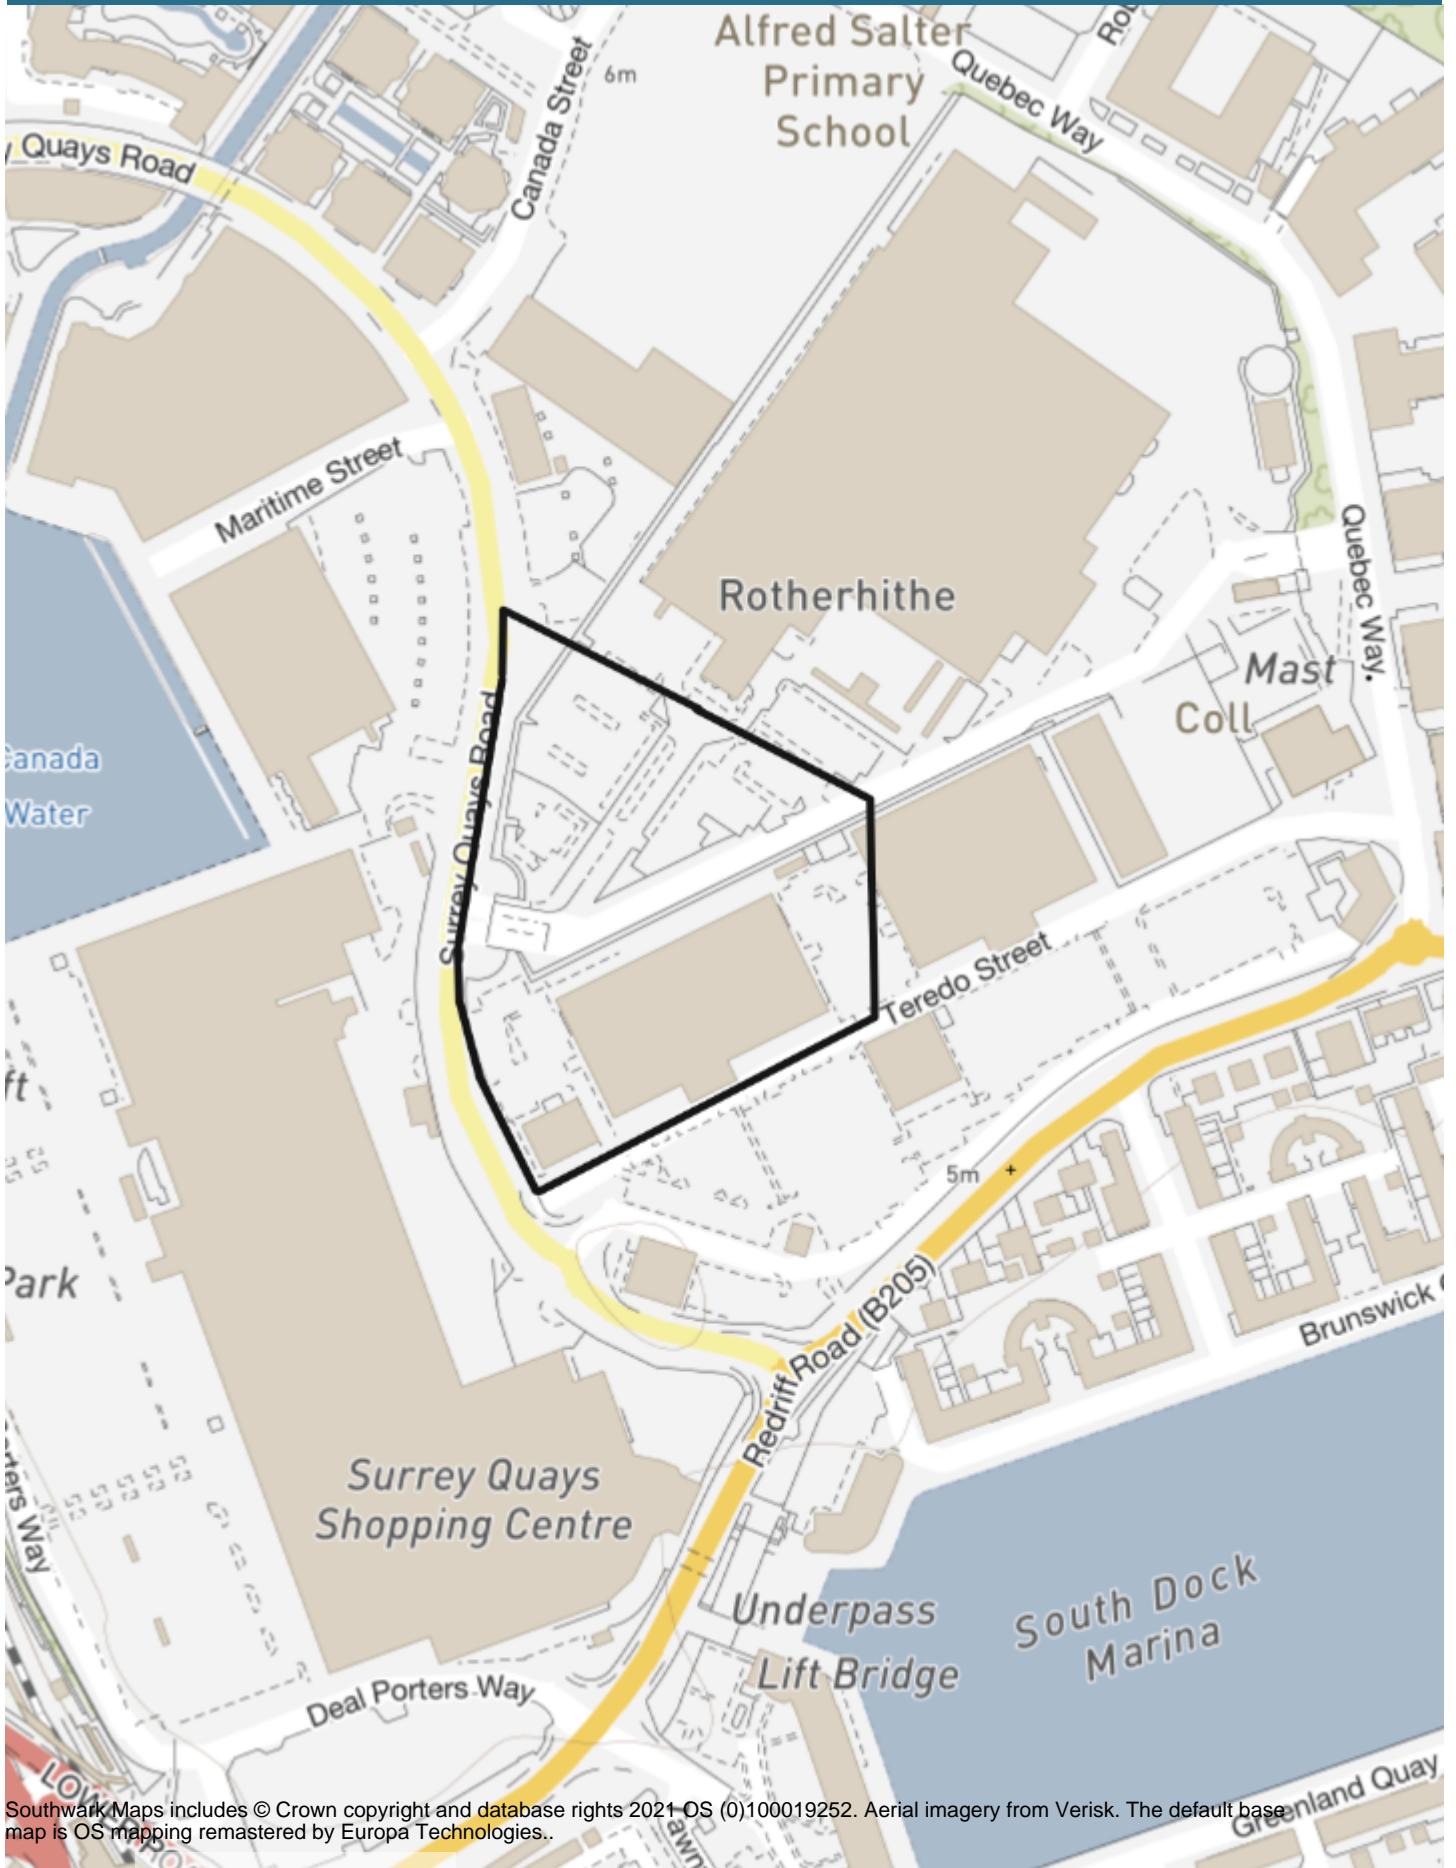 Alfred Salter
Primary
School
Quebec Way
6m
Canada Street
Quays Road
Maritime Street
Rotherhithe
Quebec Way
Mast
Coll
Canada
Water
Surrey Quays Road
Teredo Street
5m
Park
Redriff Road (B205)
Brunswick
Surrey Quays
Shopping Centre
Underpass
Lift Bridge
South Dock
Marina
Deal Porters Way
Greenland Quay
Southwark Maps includes © Crown copyright and database rights 2021 OS (0)100019252. Aerial imagery from Verisk. The default base
map is OS mapping remastered by Europa Technologies..